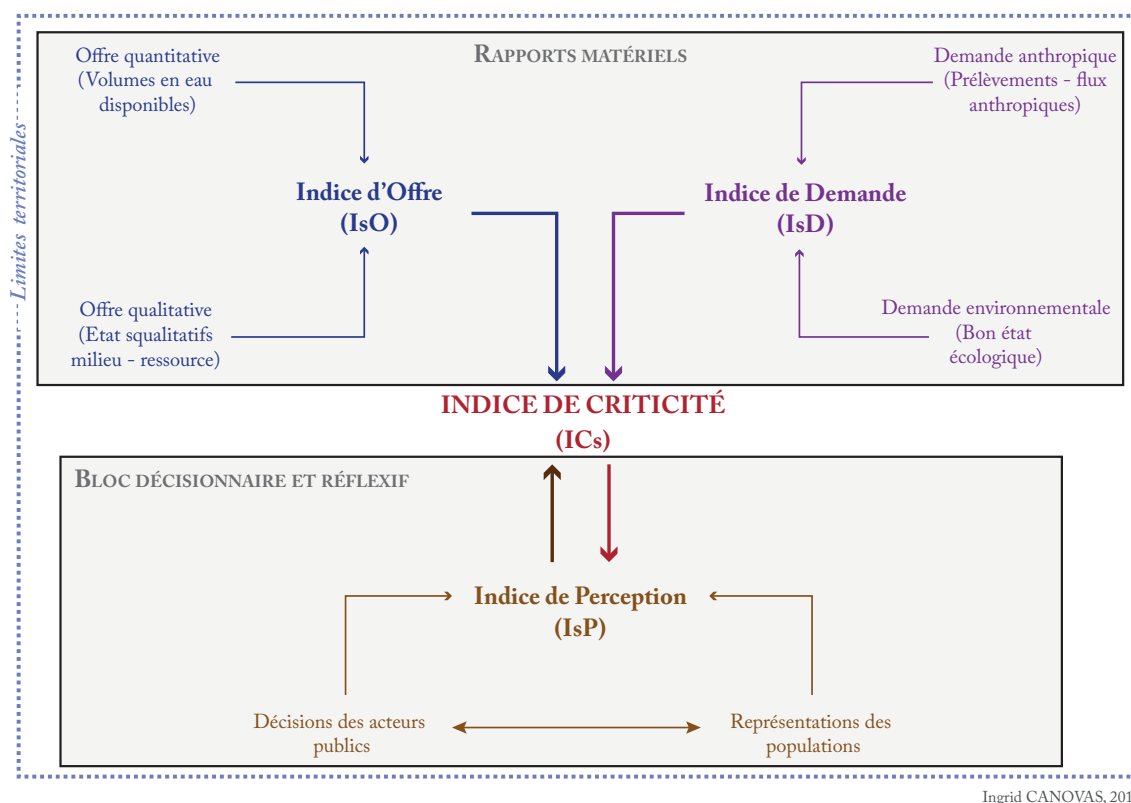 RAPPORTS MATÉRIELS
Offre quantitative
(Volumes en eau
disponibles)
Demande anthropique
(Prélèvements - flux
anthropiques)
Limites territoriales
Indice d'Offre
(IsO)
Indice de Demande
(IsD)
Offre qualitative
(Etat squalitatifs
milieu - ressource)
Demande environnementale
(Bon état
écologique)
INDICE DE CRITICITÉ
(ICs)
BLOC DÉCISIONNAIRE ET RÉFLEXIF
Indice de Perception
(IsP)
Décisions des acteurs
publics
Représentations des
populations
Ingrid CANOVAS, 201